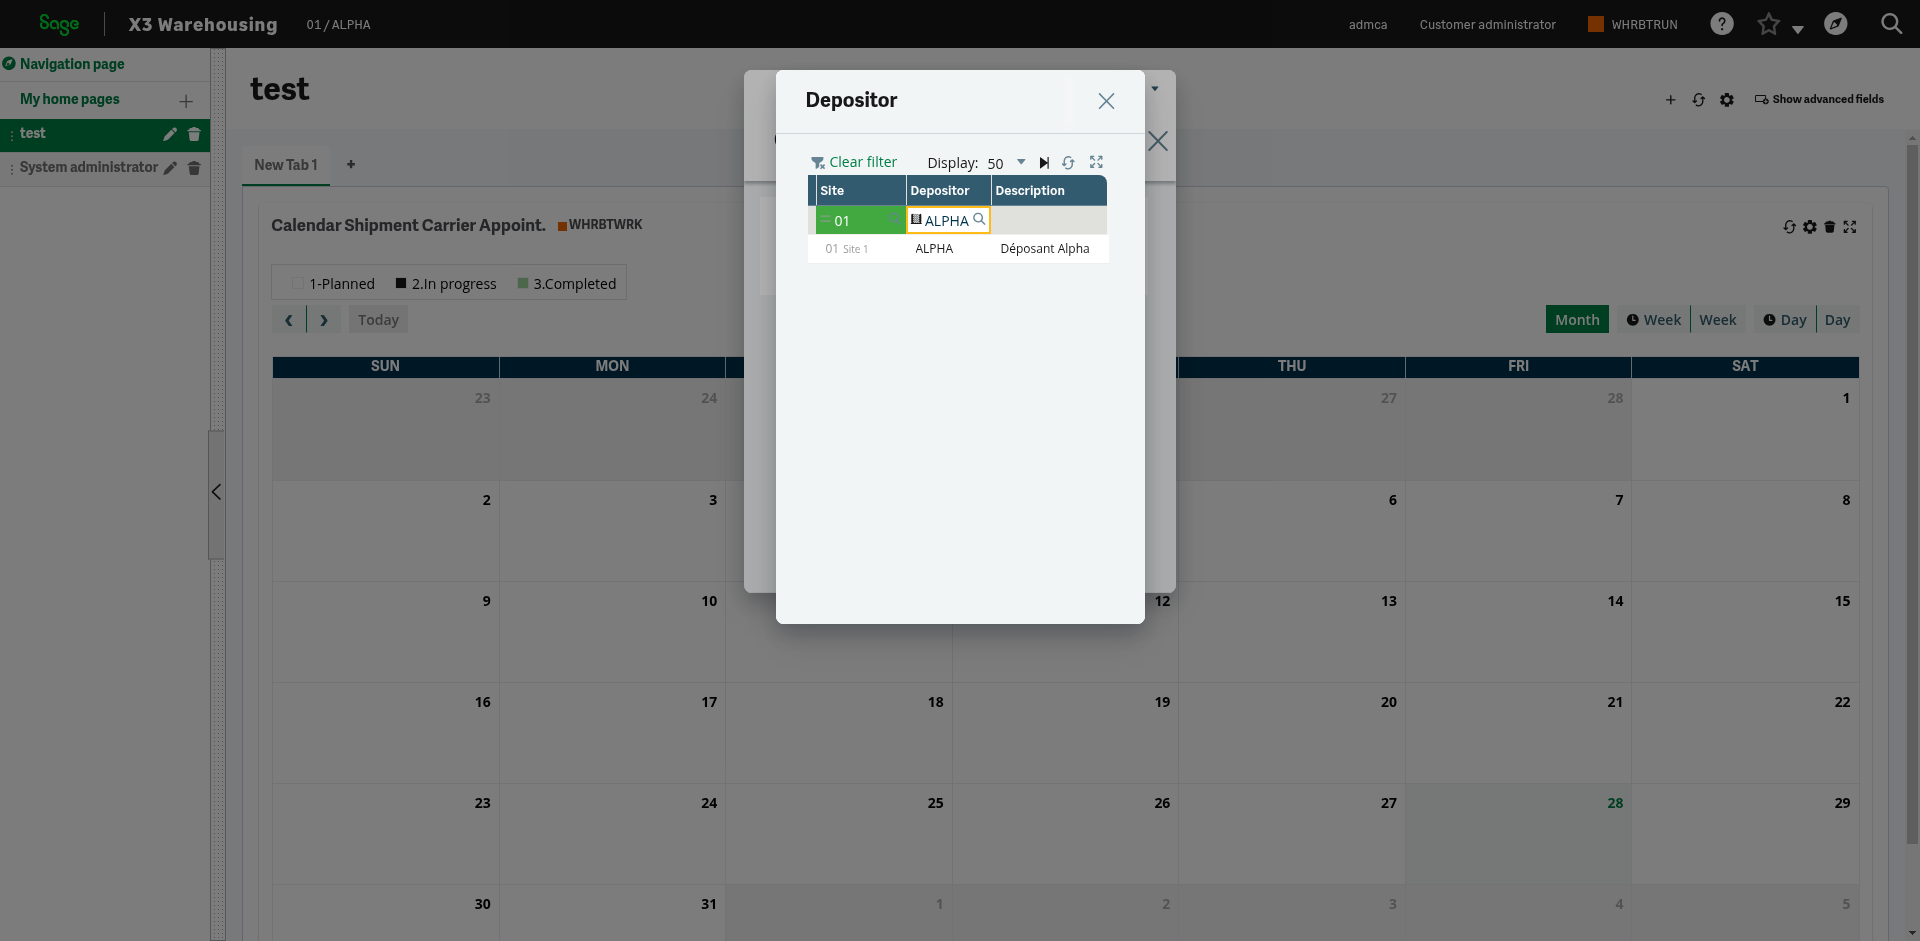 Sage X3 Warehousing 01 / ALPHA admca Customer administrator WHRBTRUN
Navigation page
My home pages
test
System administrator
test
Show advanced fields
New Tab 1
Calendar Shipment Carrier Appoint. WHRBTWRK
1-Planned 2.In progress 3.Completed
Today
Month Week Week Day Day
SUN MON THU FRI SAT
23 24 27 28 1
2 3 6 7 8
9 10 12 13 14 15
16 17 18 19 20 21 22
23 24 25 26 27 28 29
30 31 1 2 3 4 5
Depositor
Clear filter Display: 50
Site Depositor Description
01 ALPHA
01 Site 1 ALPHA Déposant Alpha